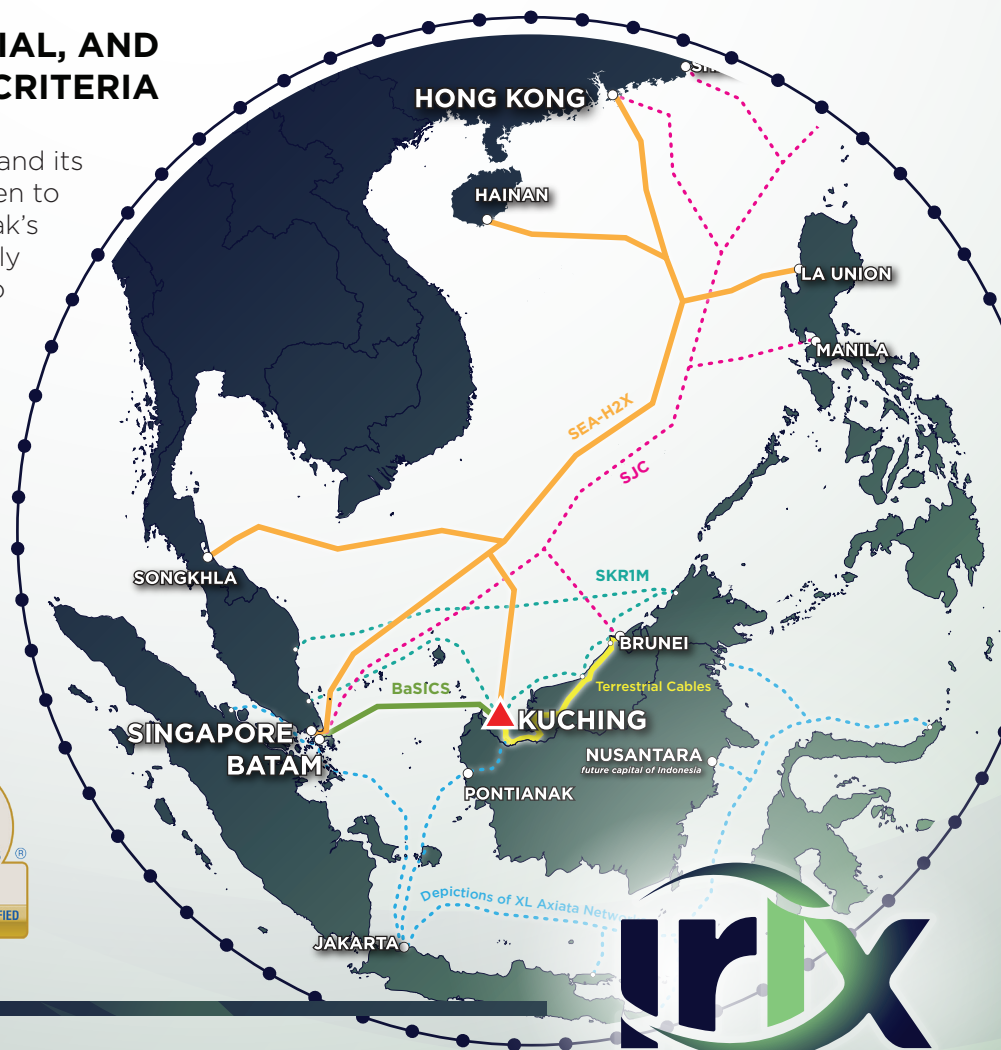 IAL, AND
CRITERIA
and its
en to
ak's
ly
HONG KONG
HAINAN
LA UNION
MANILA
SEA-H2X
SJC
SONGKHLA
SKR1M
BRUNEI
Terrestrial Cables
BaSICS
KUCHING
SINGAPORE
BATAM
NUSANTARA
future capital of Indonesia
PONTIANAK
®
FIED
Depictions of XL Axiata Network
JAKARTA
irix